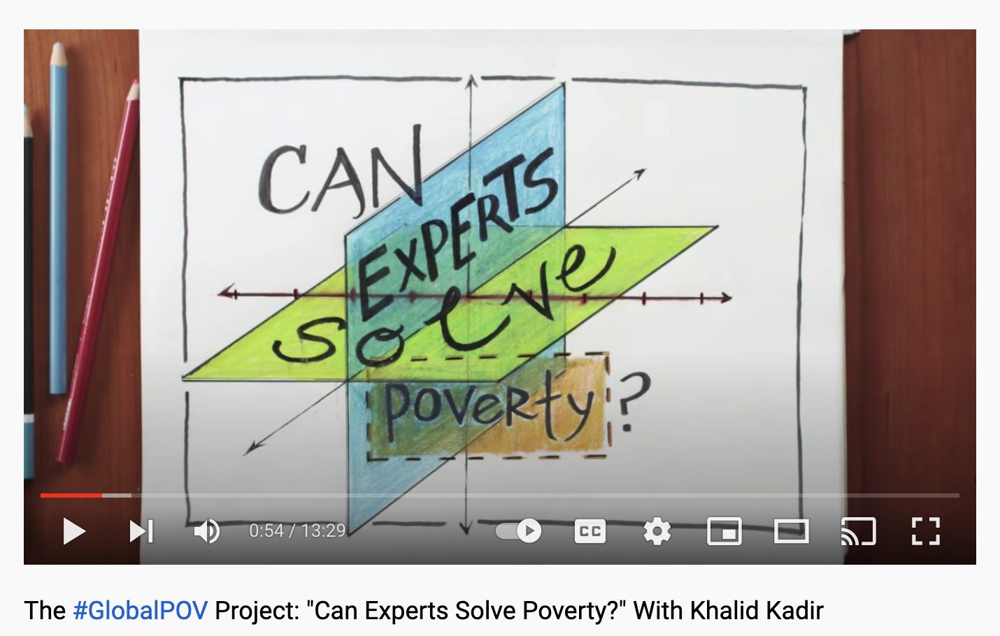 CAN
EXPERTS
solve
poveRty ?
0:54 / 13:29
CC
The #GlobalPOV Project: "Can Experts Solve Poverty?" With Khalid Kadir